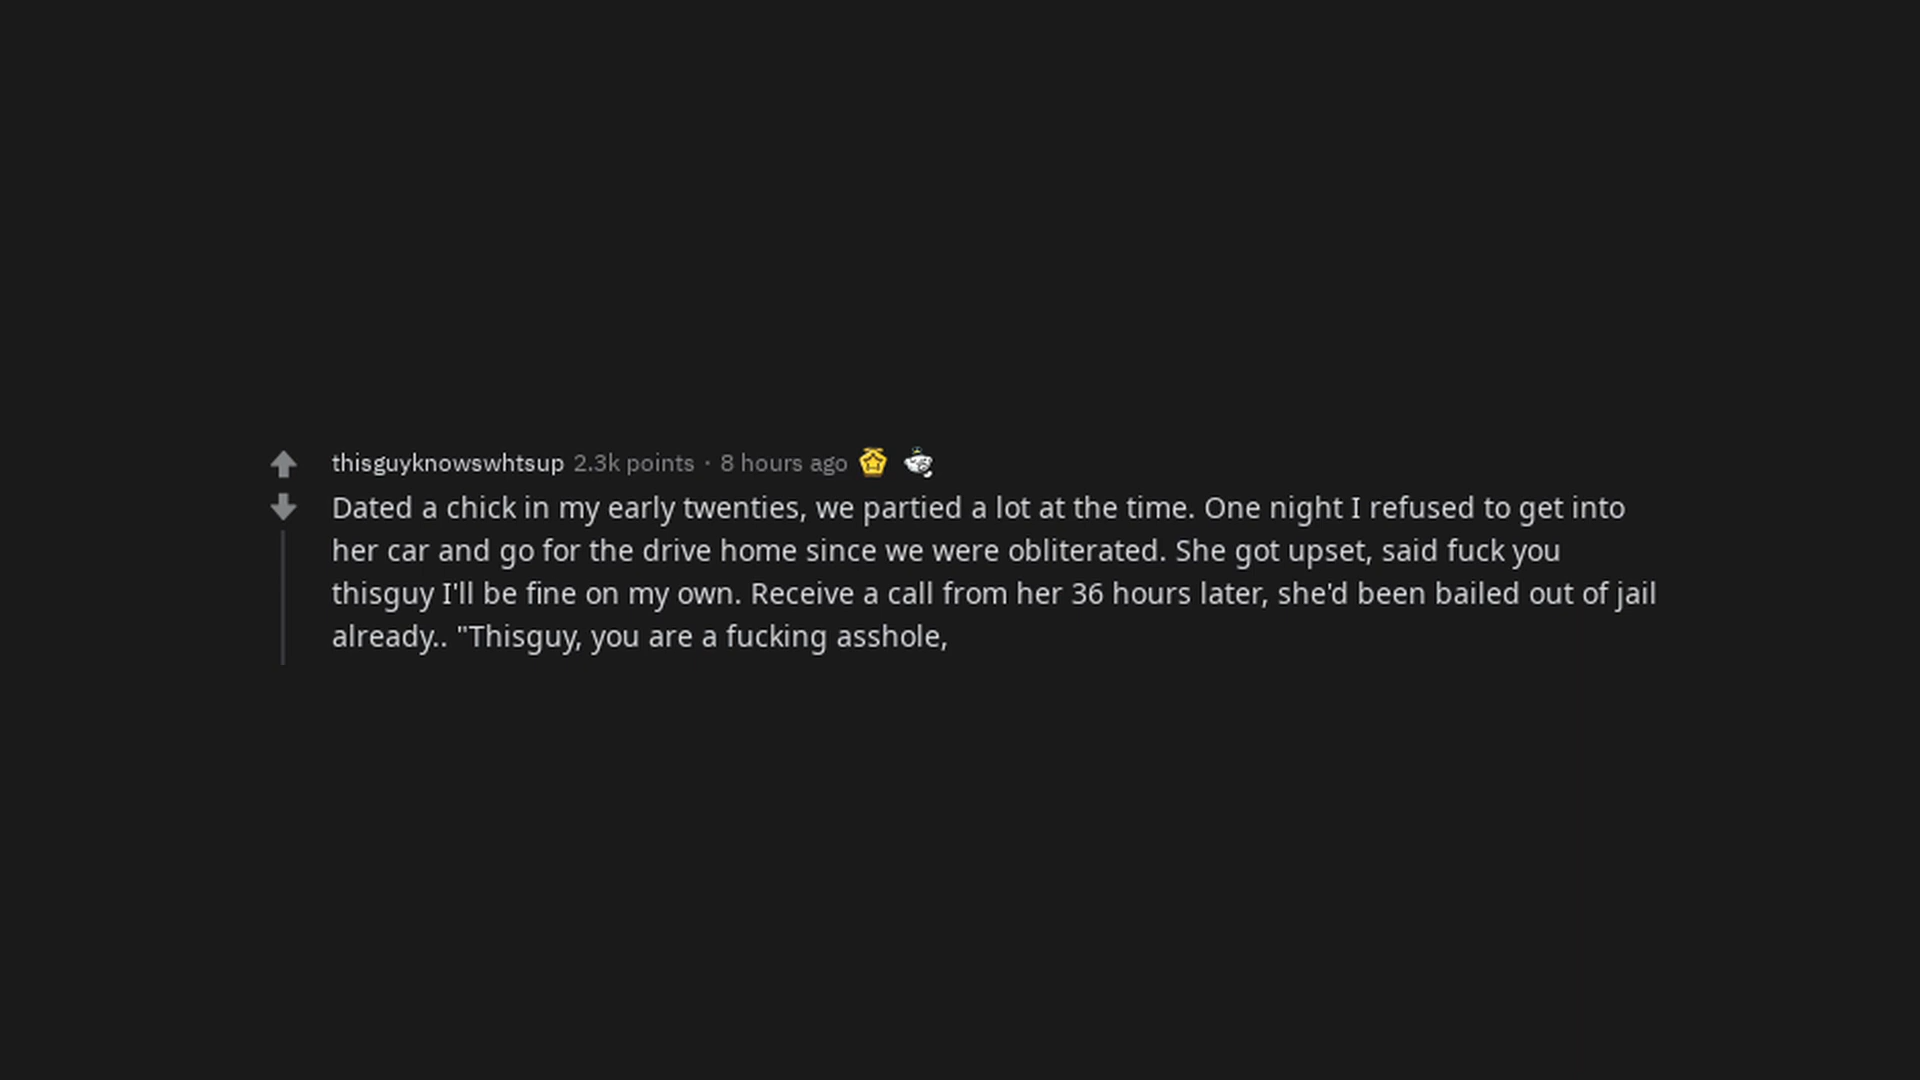 thisguyknowswhtsup 2.3k points · 8 hours ago
Dated a chick in my early twenties, we partied a lot at the time. One night I refused to get into
her car and go for the drive home since we were obliterated. She got upset, said fuck you
thisguy I'll be fine on my own. Receive a call from her 36 hours later, she'd been bailed out of jail
already.. "Thisguy, you are a fucking asshole,